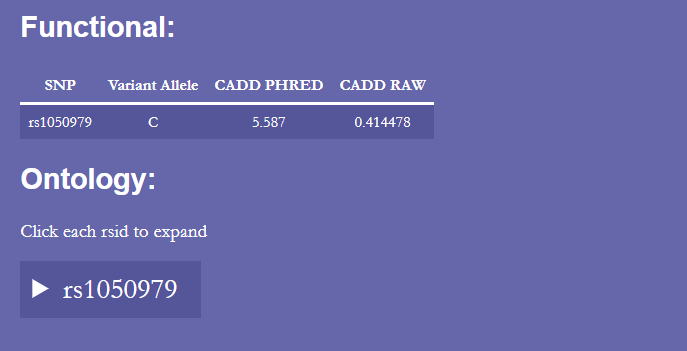 Functional:
SNP Variant Allele CADD PHRED CADD RAW
rs1050979 C 5.587 0.414478
Ontology:
Click each rsid to expand
rs1050979